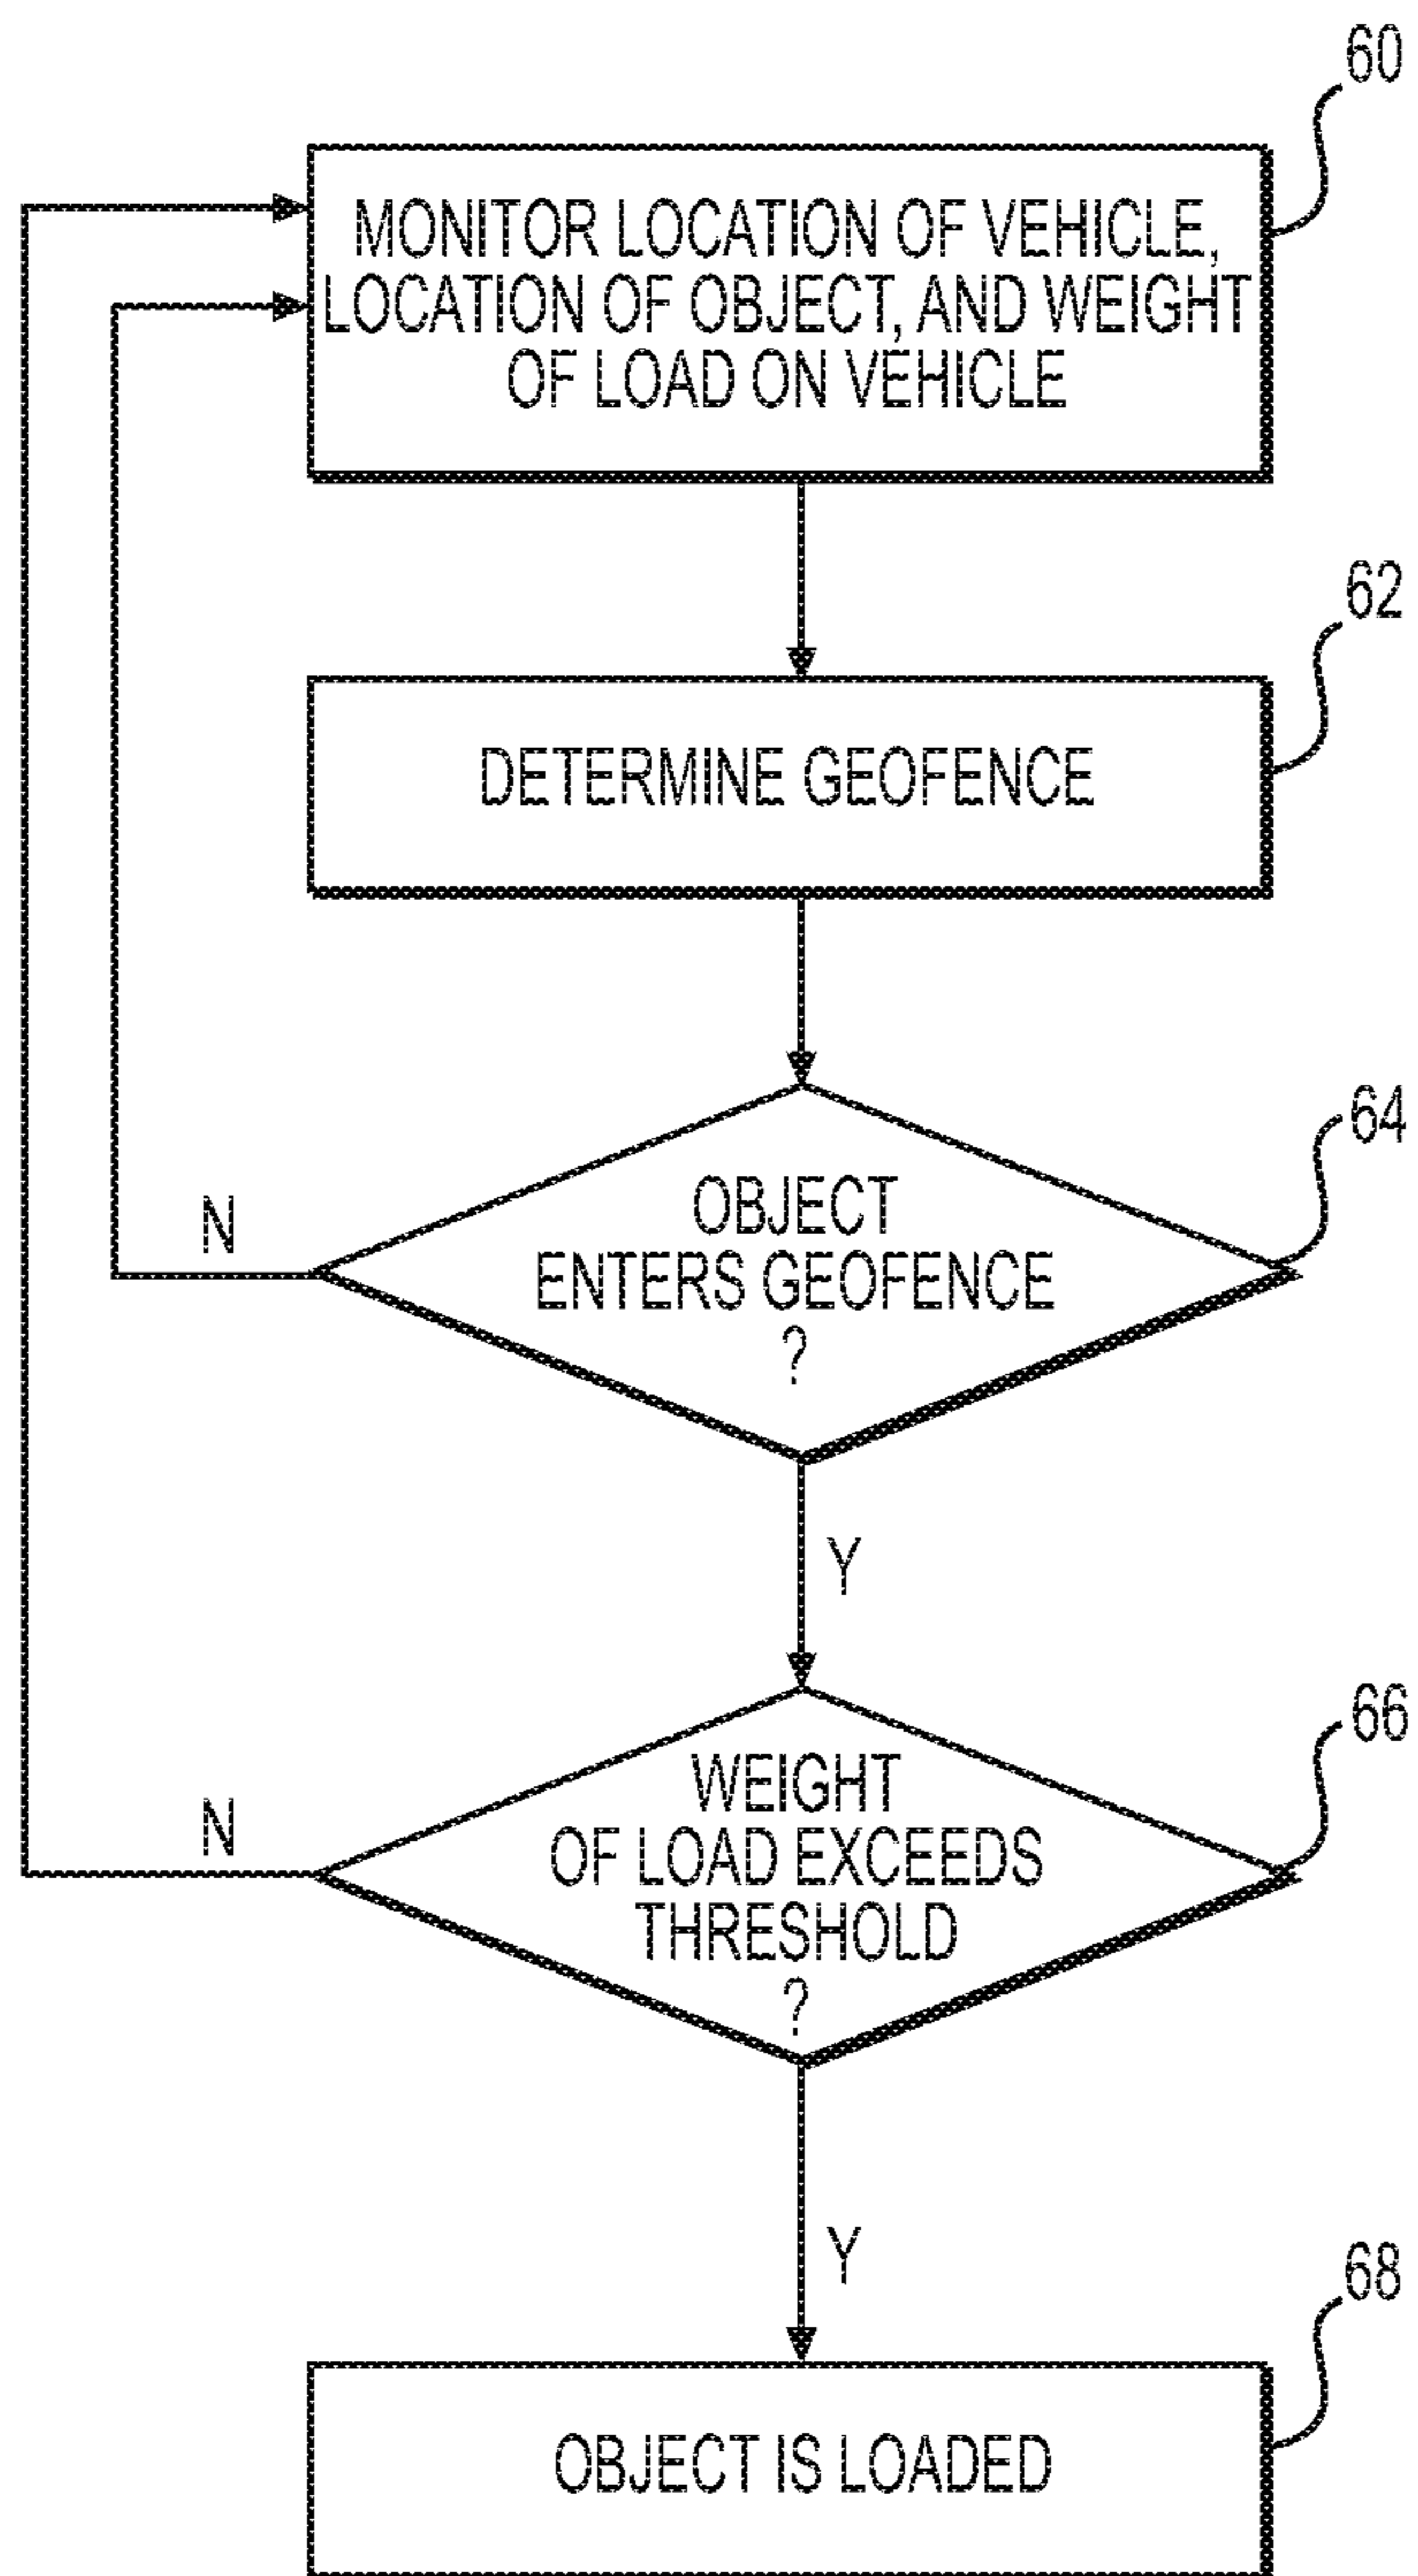 60
MONITOR LOCATION OF VEHICLE,
LOCATION OF OBJECT, AND WEIGHT
OF LOAD ON VEHICLE
62
DETERMINE GEOFENCE
64
OBJECT
ENTERS GEOFENCE
?
N
Y
66
WEIGHT
OF LOAD EXCEEDS
THRESHOLD
?
N
Y
68
OBJECT IS LOADED